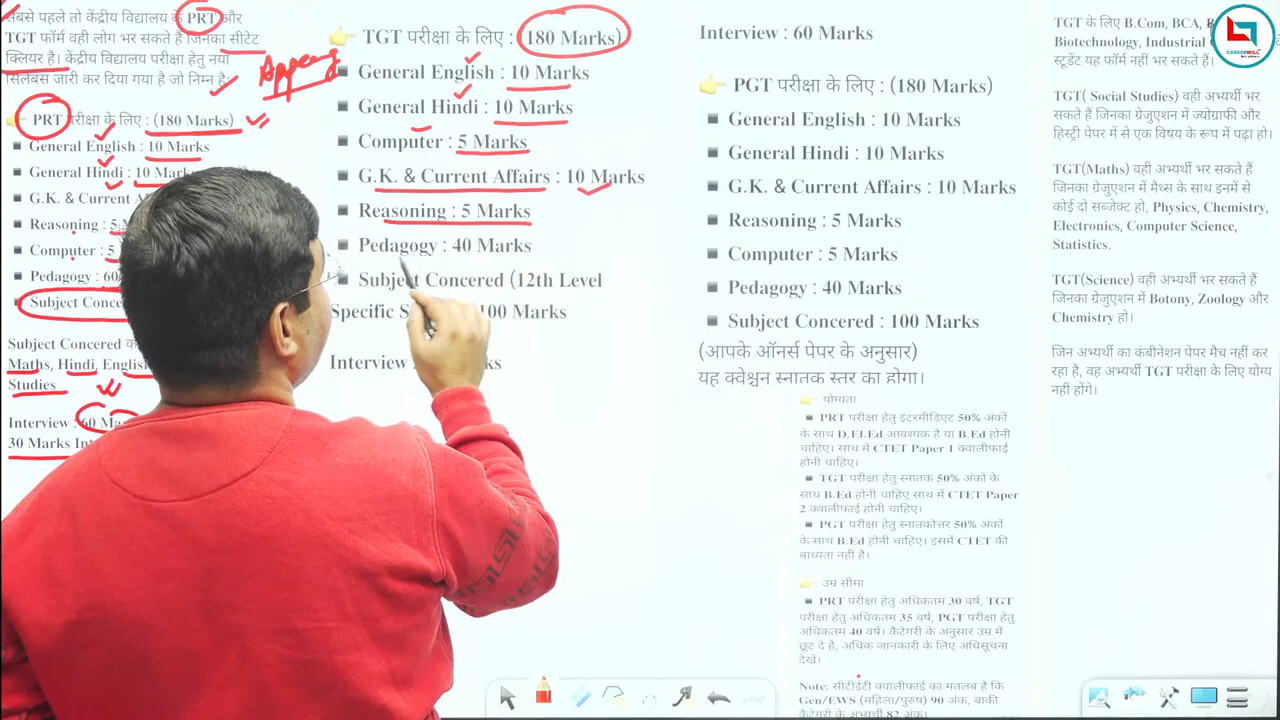 सबसे पहले तो केंद्रीय विद्यालय के PRT और
TGT फॉर्म वही लोग भर सकते है जिनका सीटेट
क्लियर है। केंद्रीय विद्यालय परीक्षा हेतु नया
सिलेबस जारी कर दिया गया है जो निम्न है:
👉 PRT परीक्षा के लिए : (180 Marks)
▪ General English : 10 Marks
▪ General Hindi : 10 Marks
▪ G.K. & Current A
▪ Reasoning : 5
▪ Computer : 5
▪ Pedagogy : 60
▪ Subject Conce
Subject Concered
Maths, Hindi, English
Studies
Interview : 60 Ma
30 Marks Int
👉 TGT परीक्षा के लिए : (180 Marks)
▪ General English : 10 Marks
▪ General Hindi : 10 Marks
▪ Computer : 5 Marks
▪ G.K. & Current Affairs : 10 Marks
▪ Reasoning : 5 Marks
▪ Pedagogy : 40 Marks
▪ Subject Concered (12th Level
Specific S 100 Marks
Interview
Interview : 60 Marks
👉 PGT परीक्षा के लिए : (180 Marks)
▪ General English : 10 Marks
▪ General Hindi : 10 Marks
▪ G.K. & Current Affairs : 10 Marks
▪ Reasoning : 5 Marks
▪ Computer : 5 Marks
▪ Pedagogy : 40 Marks
▪ Subject Concered : 100 Marks
(आपके ऑनर्स पेपर के अनुसार)
यह क्वेश्चन स्नातक स्तर का होगा।
👉 योग्यता
▪ PRT परीक्षा हेतु इंटरमीडिएट 50% अंकों
के साथ D.El.Ed आवश्यक है या B.Ed होनी
चाहिए। साथ में CTET Paper 1 क्वालीफाई
होनी चाहिए।
▪ TGT परीक्षा हेतु स्नातक 50% अंकों के
साथ B.Ed होनी चाहिए साथ में CTET Paper
2 क्वालीफाई होनी चाहिए।
▪ PGT परीक्षा हेतु स्नातकोत्तर 50% अंकों
के साथ B.Ed होनी चाहिए। इसमें CTET की
बाध्यता नहीं है।
👉 उम्र सीमा
▪ PRT परीक्षा हेतु अधिकतम 30 वर्ष, TGT
परीक्षा हेतु अधिकतम 35 वर्ष, PGT परीक्षा हेतु
अधिकतम 40 वर्ष। कैटेगरी के अनुसार उम्र में
छूट दे है, अधिक जानकारी के लिए अधिसूचना
देखें।
Note: सीटीईटी क्वालीफाई का मतलब है कि
Gen/EWS (महिला/पुरुष) 90 अंक, बाकी
कैटेगरी के अभ्यर्थी 82 अंक।
TGT के लिए B.Com, BCA,
Biotechnology, Industrial
स्टूडेंट यह फॉर्म नहीं भर सकते हैं।
TGT( Social Studies) वही अभ्यर्थी भर
सकते हैं जिनका ग्रेजुएशन में ज्योग्राफी और
हिस्ट्री पेपर में से एक विषय के रूप में पढ़ा हो।
TGT(Maths) वही अभ्यर्थी भर सकते हैं
जिनका ग्रेजुएशन में मैथ्स के साथ इनमें से
कोई दो सब्जेक्ट हो, Physics, Chemistry,
Electronics, Computer Science,
Statistics.
TGT(Science) वही अभ्यर्थी भर सकते हैं
जिनका ग्रेजुएशन में Botony, Zoology और
Chemistry हो।
जिन अभ्यर्थी का कंबीनेशन पेपर मैच नहीं कर
रहा है, वह अभ्यर्थी TGT परीक्षा के लिए योग्य
नहीं होंगे।
CAREERWILL